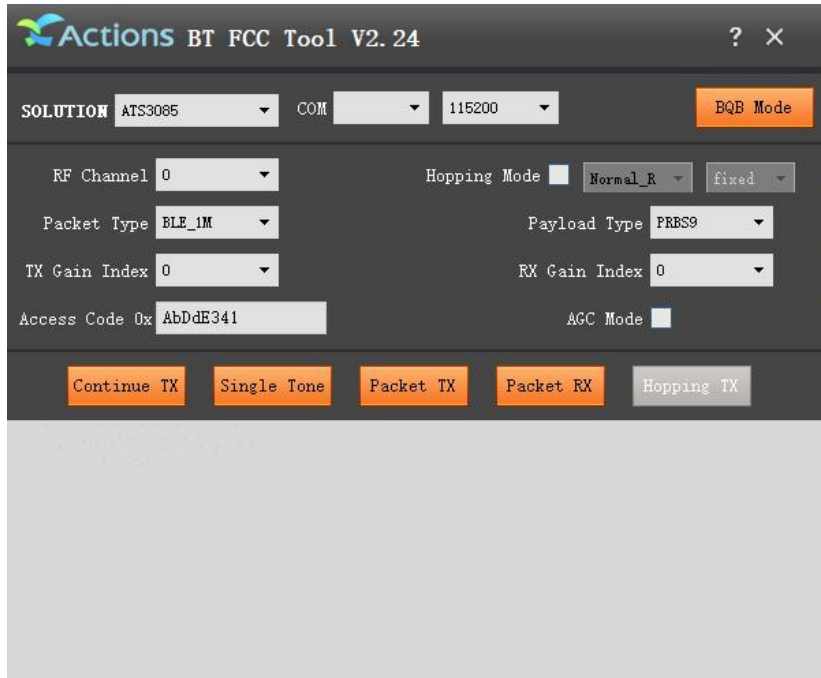 Actions BT FCC Tool V2.24 ? ×
SOLUTION ATS3085 COM 115200 BQB Mode
RF Channel 0 Hopping Mode Normal_R fixed
Packet Type BLE_1M Payload Type PRBS9
TX Gain Index 0 RX Gain Index 0
Access Code 0x AbDdE341 AGC Mode
Continue TX Single Tone Packet TX Packet RX Hopping TX